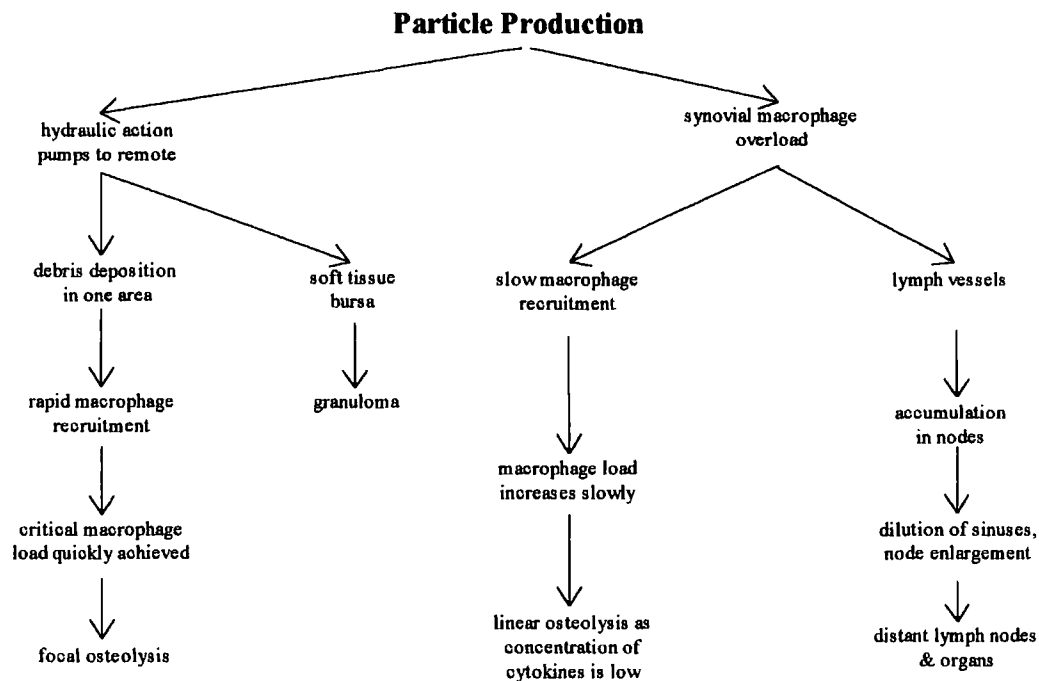 Particle Production
hydraulic action
pumps to remote
synovial macrophage
overload
debris deposition
in one area
soft tissue
bursa
slow macrophage
recruitment
lymph vessels
rapid macrophage
recruitment
granuloma
accumulation
in nodes
macrophage load
increases slowly
critical macrophage
load quickly achieved
dilution of sinuses,
node enlargement
linear osteolysis as
concentration of
cytokines is low
focal osteolysis
distant lymph nodes
& organs